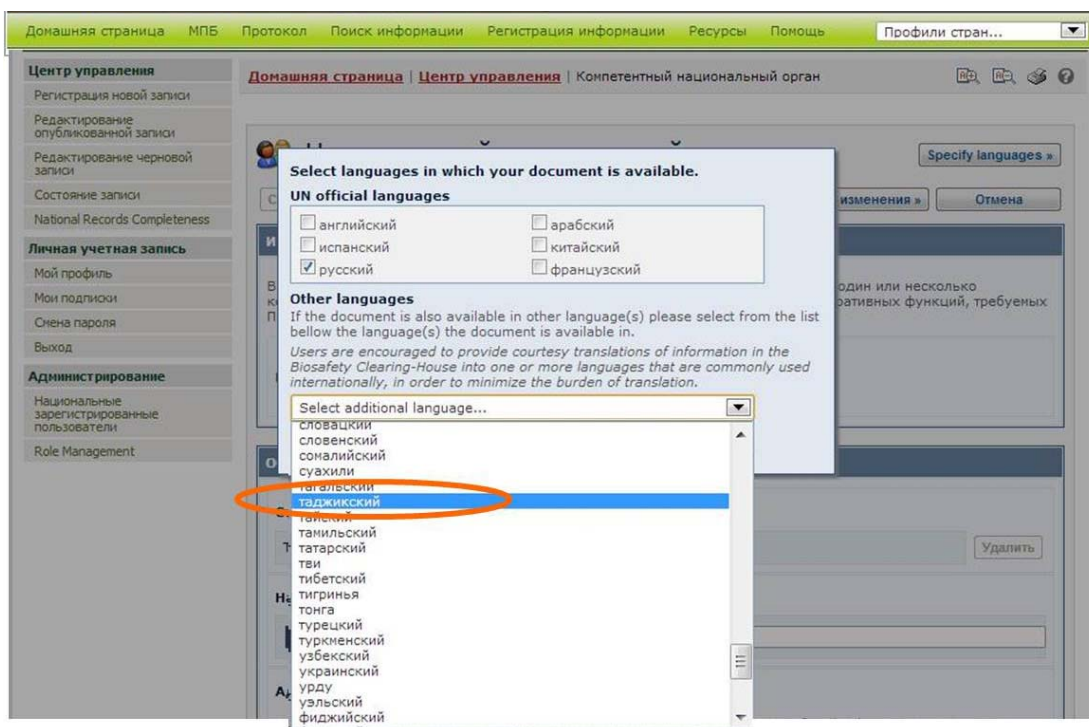 Домашняя страница МПБ Протокол Поиск информации Регистрация информации Ресурсы Помощь Профили стран...
Центр управления
Регистрация новой записи
Редактирование
опубликованной записи
Редактирование черновой
записи
Состояние записи
National Records Completeness
Личная учетная запись
Мой профиль
Мои подписки
Смена пароля
Выход
Администрирование
Национальные
зарегистрированные
пользователи
Role Management
Домашняя страница | Центр управления | Компетентный национальный орган
Specify languages »
изменения » Отмена
один или несколько
требуемых
Удалить
Select languages in which your document is available.
UN official languages
английский арабский
испанский китайский
русский французский
Other languages
If the document is also available in other language(s) please select from the list
bellow the language(s) the document is available in.
Users are encouraged to provide courtesy translations of information in the
Biosafety Clearing-House into one or more languages that are commonly used
internationally, in order to minimize the burden of translation.
Select additional language...
словацкий
словенский
сомалийский
суахили
тагальский
таджикский
тайский
тамильский
татарский
тви
тибетский
тигринья
тонга
турецкий
туркменский
узбекский
украинский
урду
уэльский
фиджийский